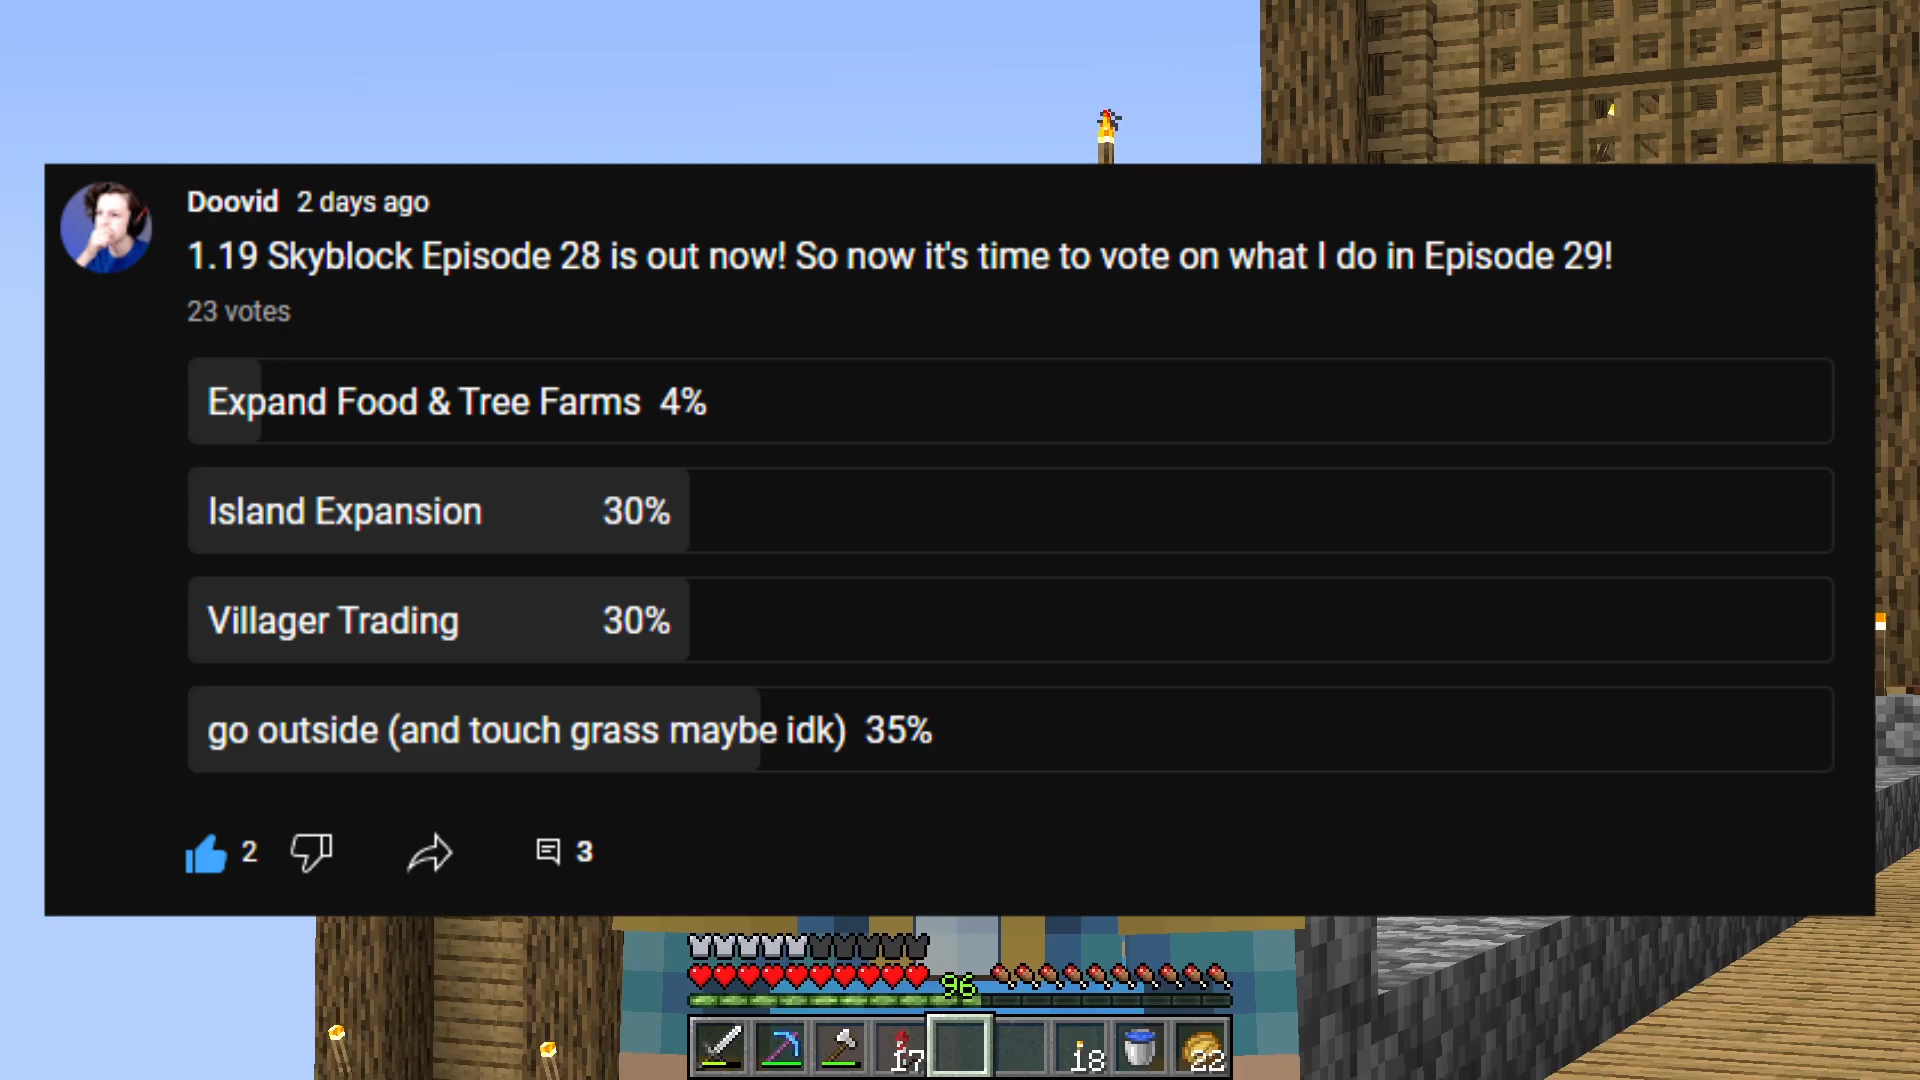 Doovid 2 days ago
1.19 Skyblock Episode 28 is out now! So now it's time to vote on what I do in Episode 29!
23 votes
Expand Food & Tree Farms 4%
Island Expansion 30%
Villager Trading 30%
go outside (and touch grass maybe idk) 35%
2 3
96
17 18 22